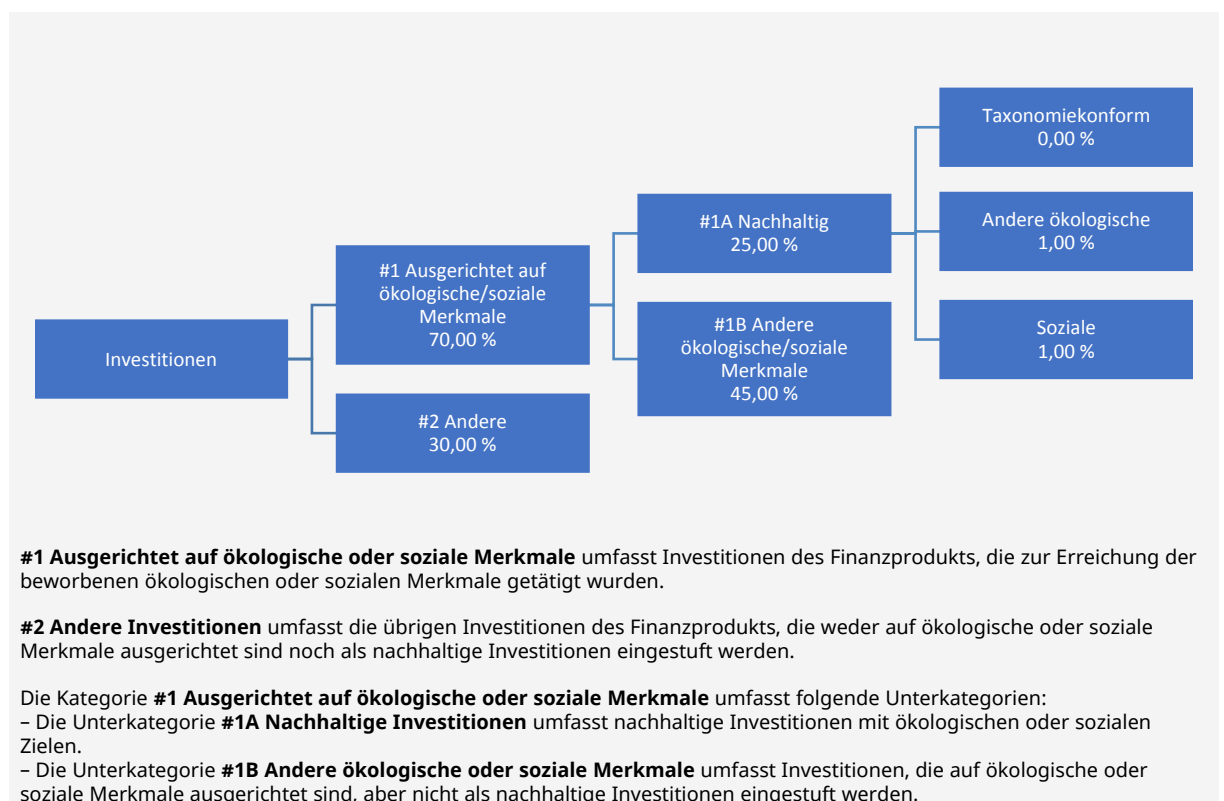 Investitionen
#1 Ausgerichtet auf
ökologische/soziale
Merkmale
70,00 %
#2 Andere
30,00 %
#1A Nachhaltig
25,00 %
#1B Andere
ökologische/soziale
Merkmale
45,00 %
Taxonomiekonform
0,00 %
Andere ökologische
1,00 %
Soziale
1,00 %
#1 Ausgerichtet auf ökologische oder soziale Merkmale umfasst Investitionen des Finanzprodukts, die zur Erreichung der
beworbenen ökologischen oder sozialen Merkmale getätigt wurden.
#2 Andere Investitionen umfasst die übrigen Investitionen des Finanzprodukts, die weder auf ökologische oder soziale
Merkmale ausgerichtet sind noch als nachhaltige Investitionen eingestuft werden.
Die Kategorie #1 Ausgerichtet auf ökologische oder soziale Merkmale umfasst folgende Unterkategorien:
– Die Unterkategorie #1A Nachhaltige Investitionen umfasst nachhaltige Investitionen mit ökologischen oder sozialen
Zielen.
– Die Unterkategorie #1B Andere ökologische oder soziale Merkmale umfasst Investitionen, die auf ökologische oder
soziale Merkmale ausgerichtet sind, aber nicht als nachhaltige Investitionen eingestuft werden.